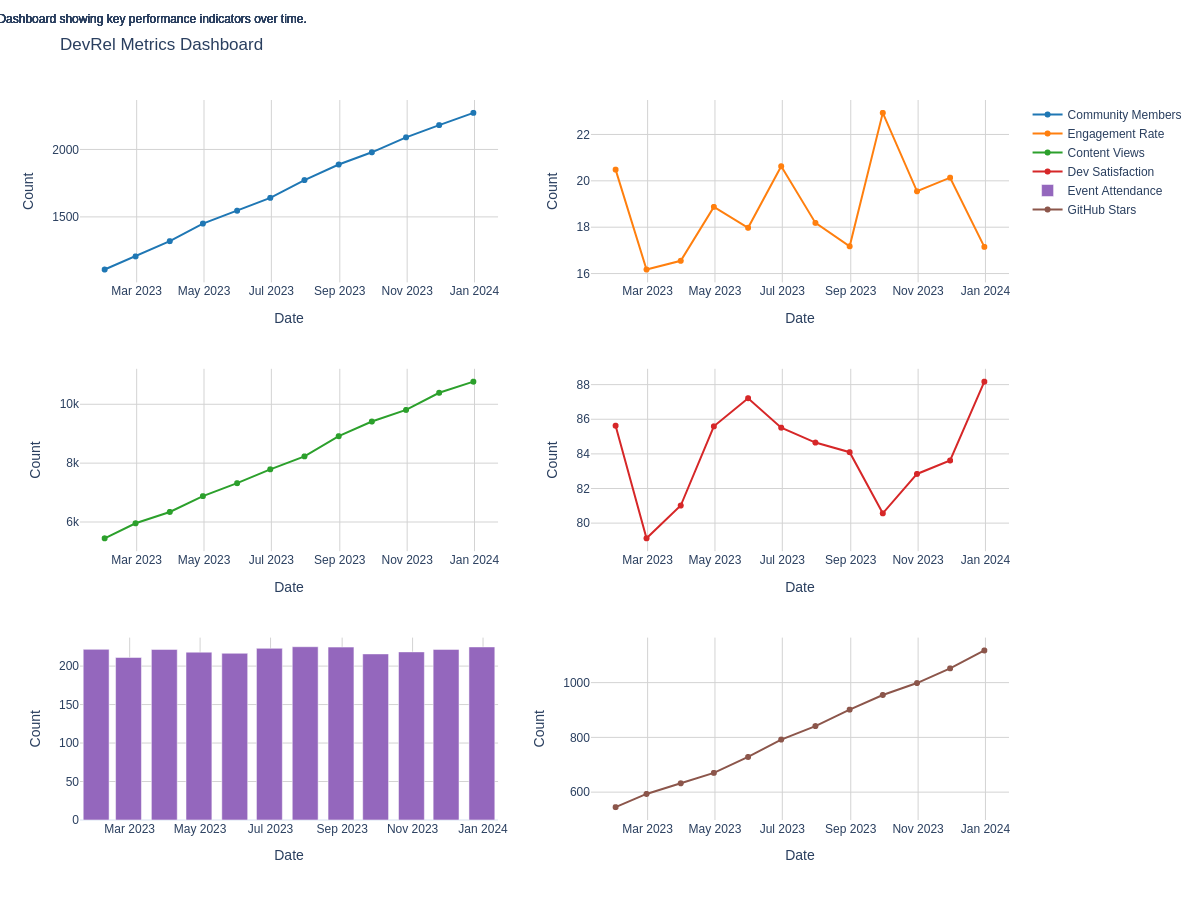 Dashboard showing key performance indicators over time.
DevRel Metrics Dashboard
2000
1500
Count
Mar 2023 May 2023 Jul 2023 Sep 2023 Nov 2023 Jan 2024
Date
22
20
18
16
Count
Mar 2023 May 2023 Jul 2023 Sep 2023 Nov 2023 Jan 2024
Date
Community Members
Engagement Rate
Content Views
Dev Satisfaction
Event Attendance
GitHub Stars
10k
8k
6k
Count
Mar 2023 May 2023 Jul 2023 Sep 2023 Nov 2023 Jan 2024
Date
88
86
84
82
80
Count
Mar 2023 May 2023 Jul 2023 Sep 2023 Nov 2023 Jan 2024
Date
200
150
100
50
0
Count
Mar 2023 May 2023 Jul 2023 Sep 2023 Nov 2023 Jan 2024
Date
1000
800
600
Count
Mar 2023 May 2023 Jul 2023 Sep 2023 Nov 2023 Jan 2024
Date